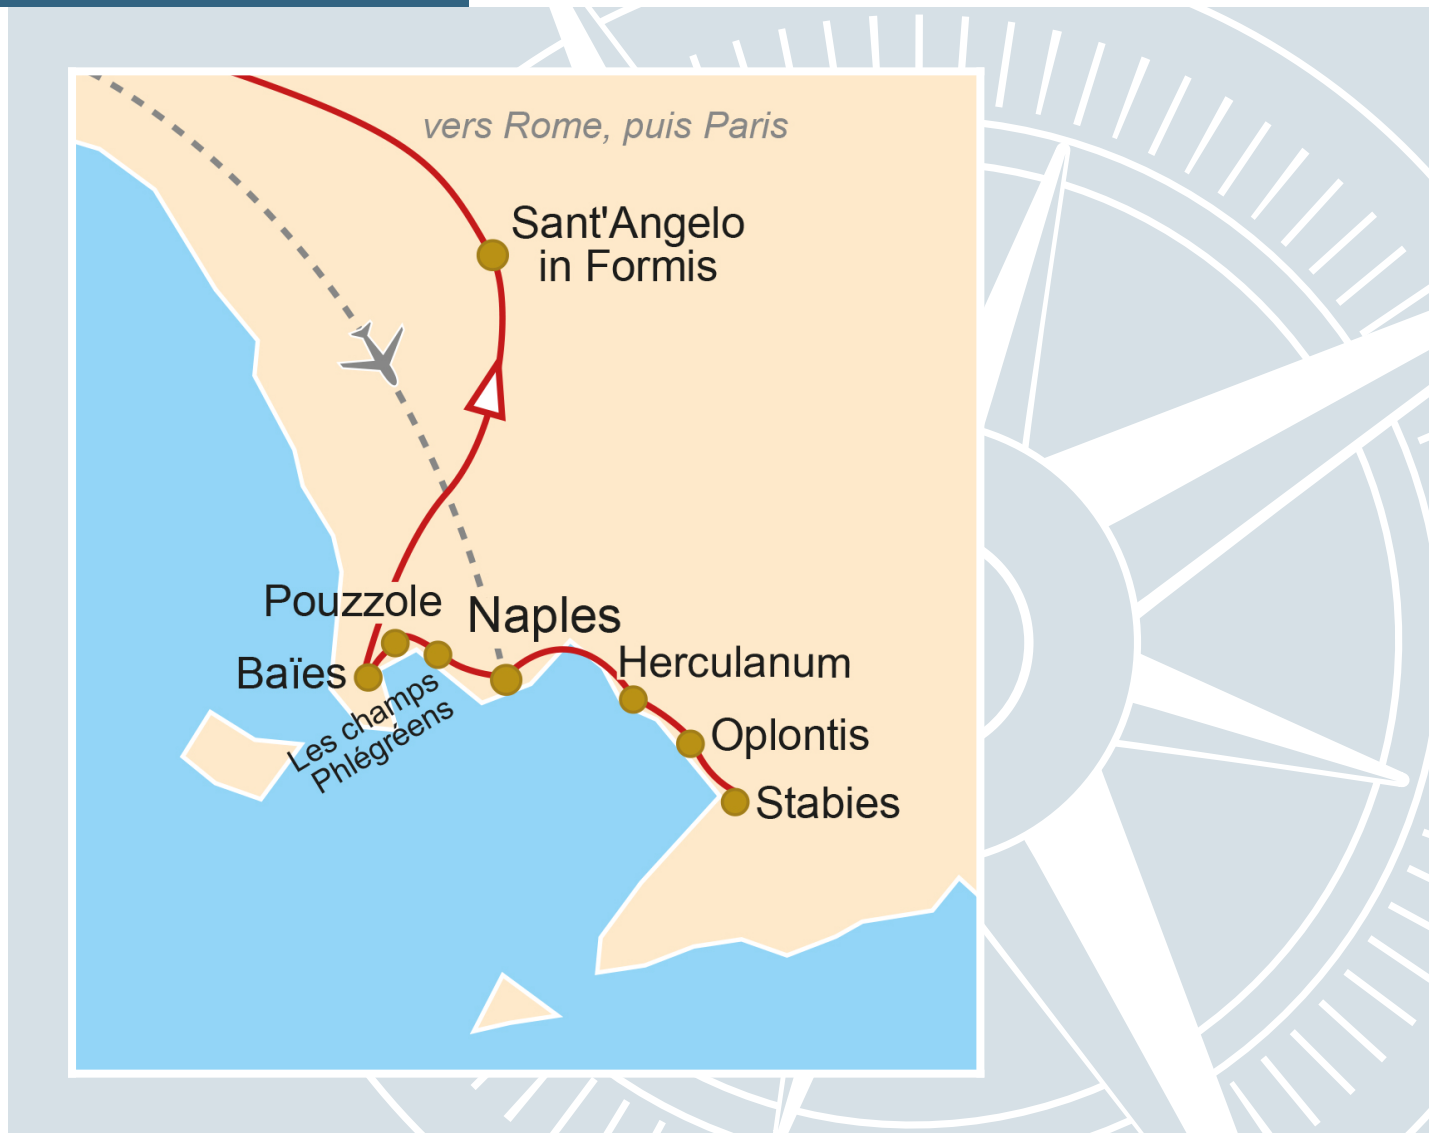 vers Rome, puis Paris
Sant'Angelo
in Formis
Pouzzole
Naples
Baïes
Herculanum
Les champs
Phlégréens
Oplontis
Stabies